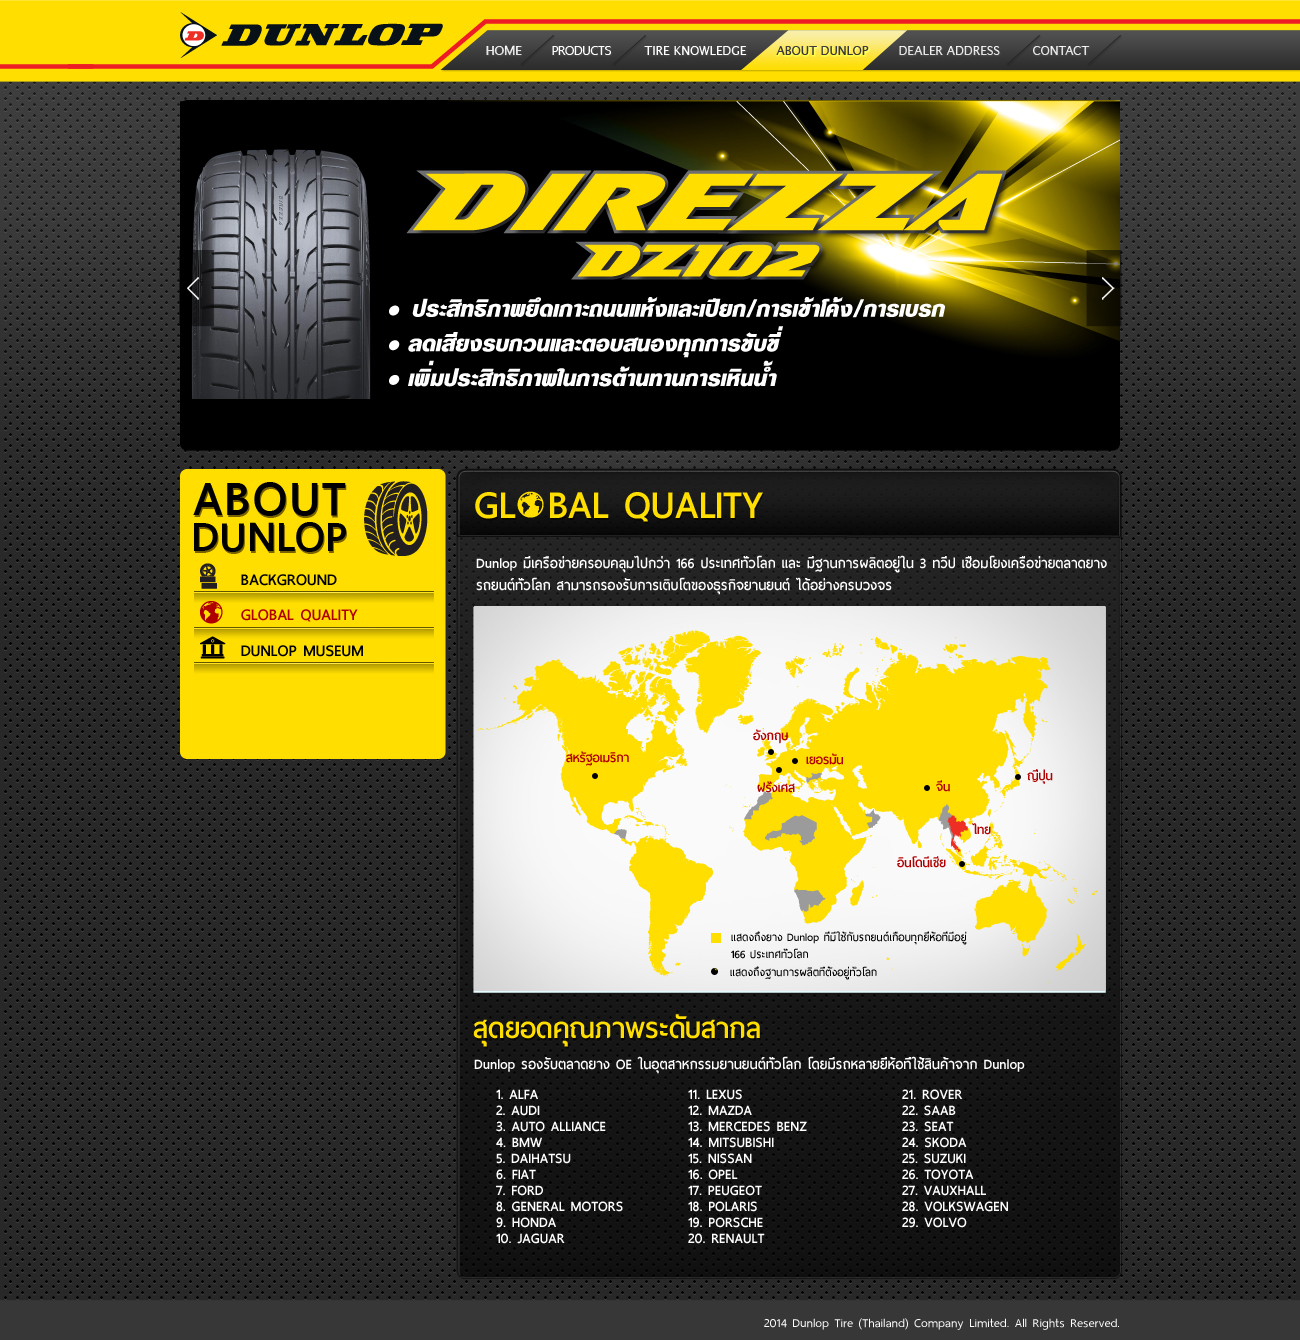 DUNLOP
HOME
PRODUCTS
TIRE KNOWLEDGE
ABOUT DUNLOP
DEALER ADDRESS
CONTACT
DIREZZA
DZ102
• ประสิทธิภาพยึดเกาะถนนแห้งและเปียก/การเข้าโค้ง/การเบรก
• ลดเสียงรบกวนและตอบสนองทุกการขับขี่
• เพิ่มประสิทธิภาพในการต้านทานการเหินน้ำ
ABOUT
DUNLOP
BACKGROUND
GLOBAL QUALITY
DUNLOP MUSEUM
GLOBAL QUALITY
Dunlop มีเครือข่ายครอบคลุมไปกว่า 166 ประเทศทั่วโลก และ มีฐานการผลิตอยู่ใน 3 ทวีป เชื่อมโยงเครือข่ายตลาดยาง
รถยนต์ทั่วโลก สามารถรองรับการเติบโตของธุรกิจยานยนต์ ได้อย่างครบวงจร
อังกฤษ
สหรัฐอเมริกา
เยอรมัน
ฝรั่งเศส
ญี่ปุ่น
จีน
ไทย
อินโดนีเซีย
แสดงถึงยาง Dunlop ที่มีใช้กับรถยนต์เกือบทุกยี่ห้อที่มีอยู่
166 ประเทศทั่วโลก
แสดงถึงฐานการผลิตที่ตั้งอยู่ทั่วโลก
สุดยอดคุณภาพระดับสากล
Dunlop รองรับตลาดยาง OE ในอุตสาหกรรมยานยนต์ทั่วโลก โดยมีรถหลายยี่ห้อที่ใช้สินค้าจาก Dunlop
1. ALFA
2. AUDI
3. AUTO ALLIANCE
4. BMW
5. DAIHATSU
6. FIAT
7. FORD
8. GENERAL MOTORS
9. HONDA
10. JAGUAR
11. LEXUS
12. MAZDA
13. MERCEDES BENZ
14. MITSUBISHI
15. NISSAN
16. OPEL
17. PEUGEOT
18. POLARIS
19. PORSCHE
20. RENAULT
21. ROVER
22. SAAB
23. SEAT
24. SKODA
25. SUZUKI
26. TOYOTA
27. VAUXHALL
28. VOLKSWAGEN
29. VOLVO
2014 Dunlop Tire (Thailand) Company Limited. All Rights Reserved.